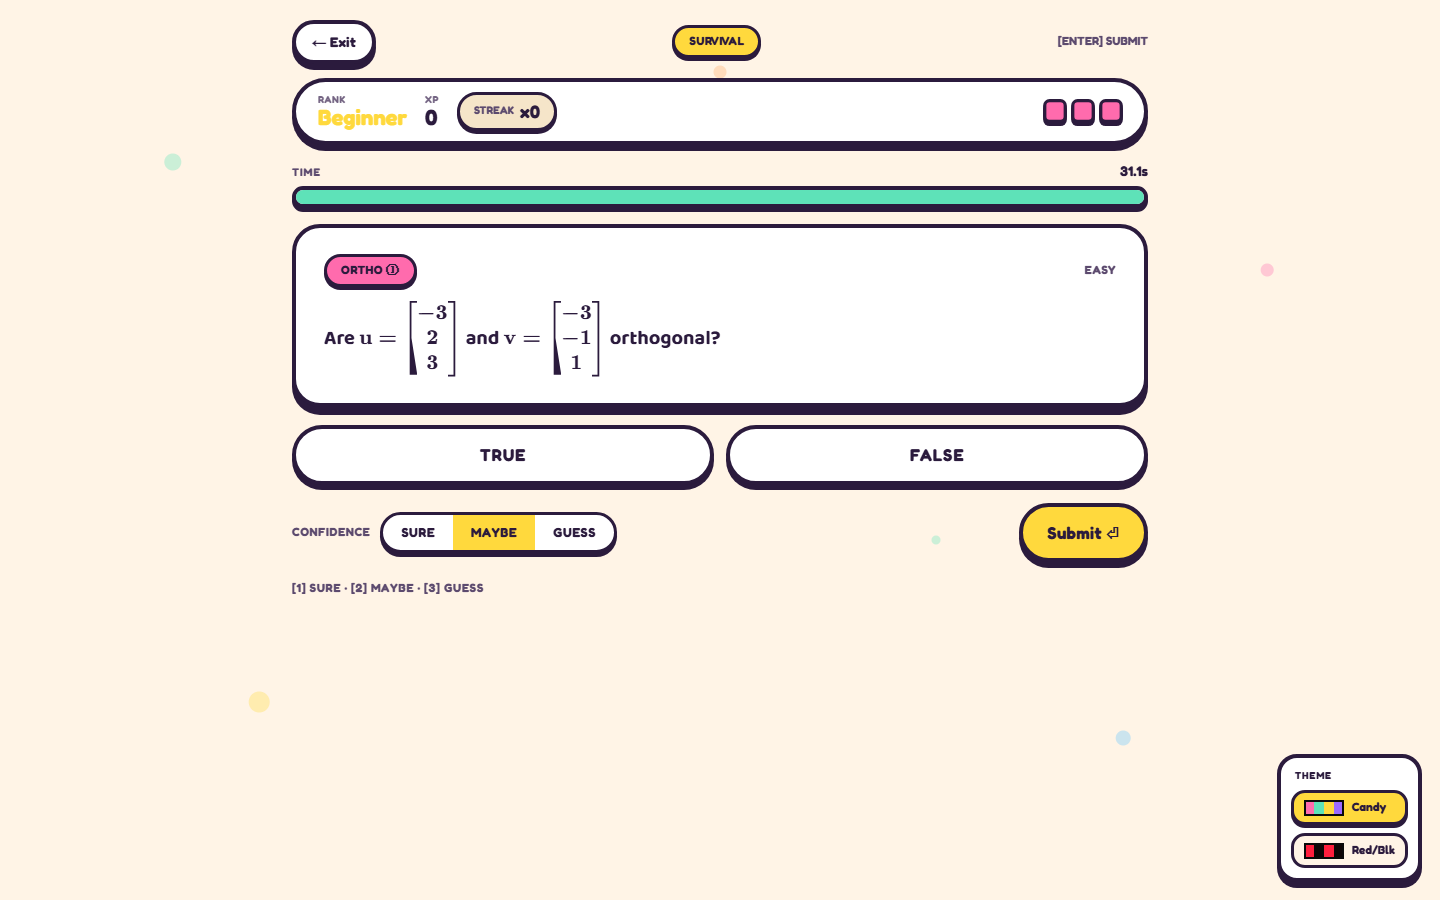 ← Exit
SURVIVAL
[ENTER] SUBMIT
RANK
Beginner
XP
0
STREAK x0
TIME
31.1s
ORTHO ①
EASY
Are u = [−3 2 3] and v = [−3 −1 1] orthogonal?
TRUE
FALSE
CONFIDENCE
SURE
MAYBE
GUESS
Submit ⏎
[1] SURE · [2] MAYBE · [3] GUESS
THEME
Candy
Red/Blk